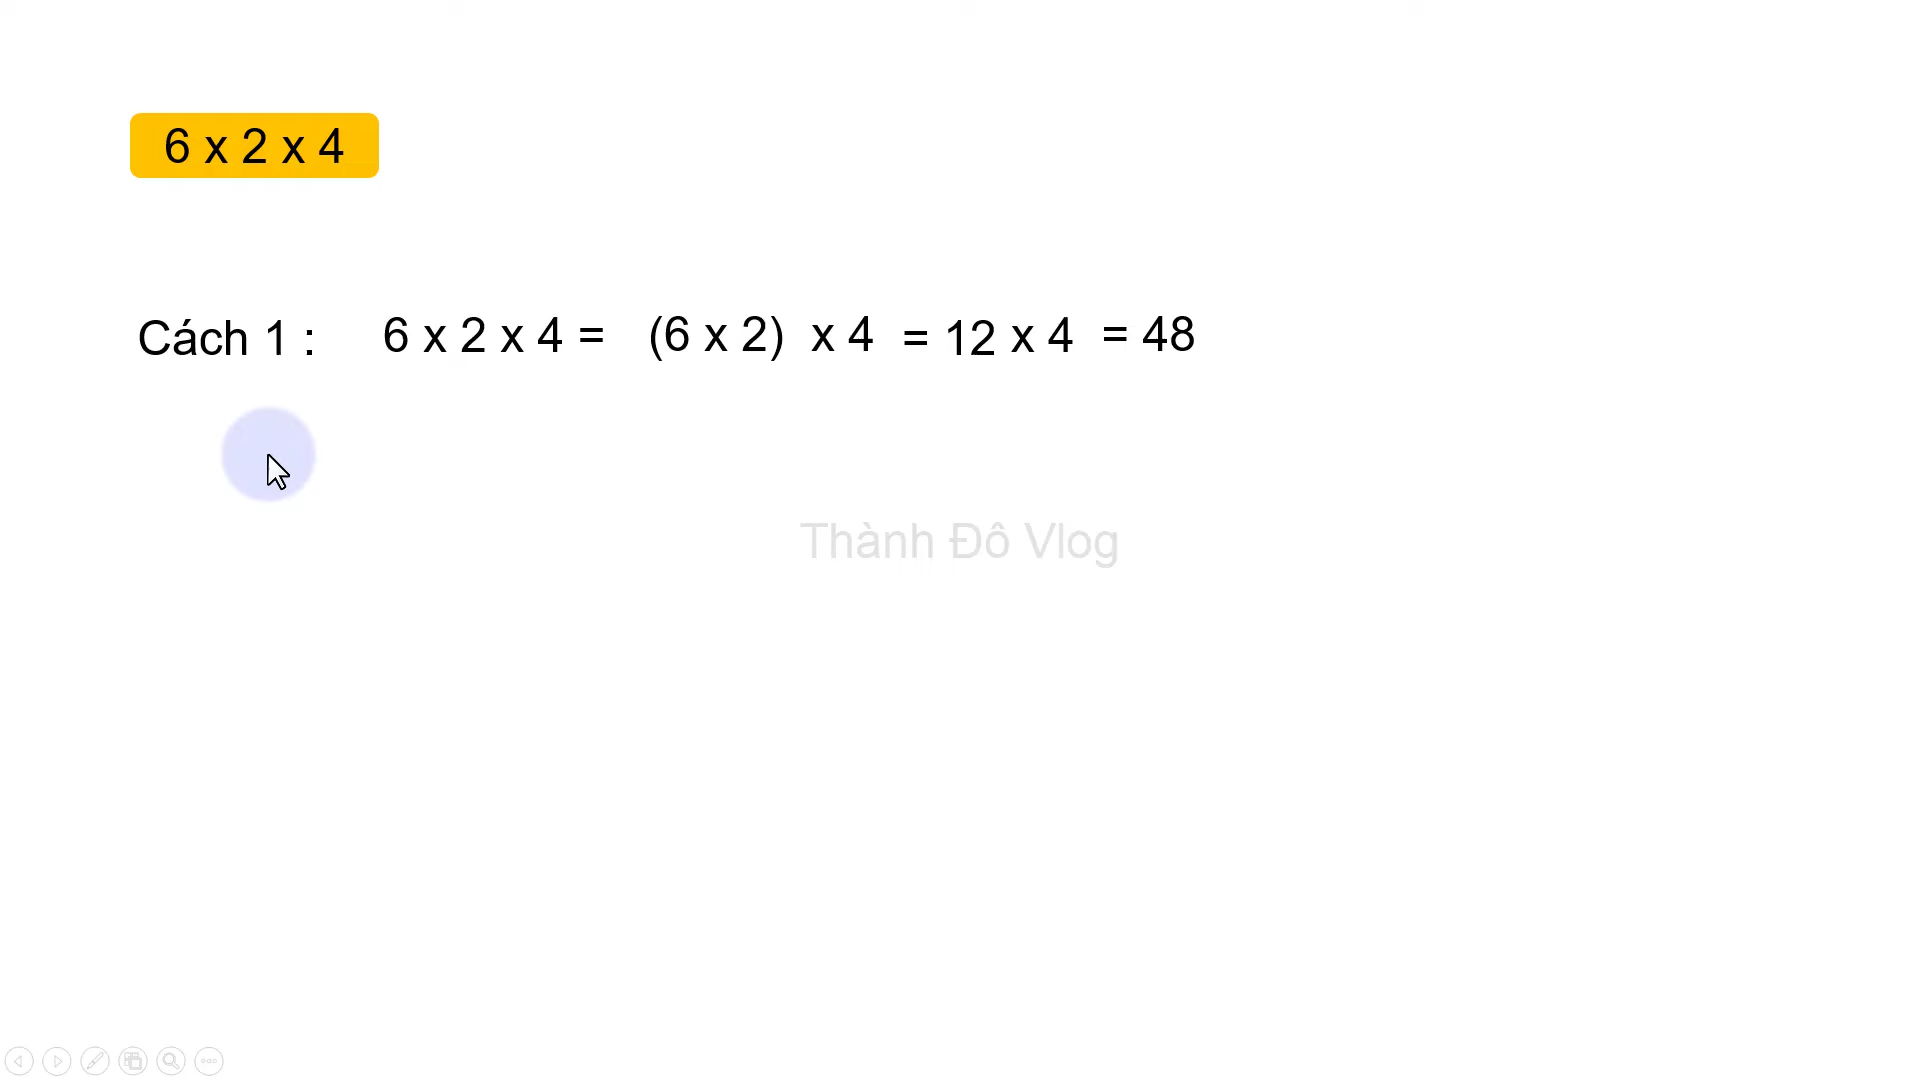 6 x 2 x 4
Cách 1 : 6 x 2 x 4 = (6 x 2) x 4 = 12 x 4 = 48
Thành Đô Vlog